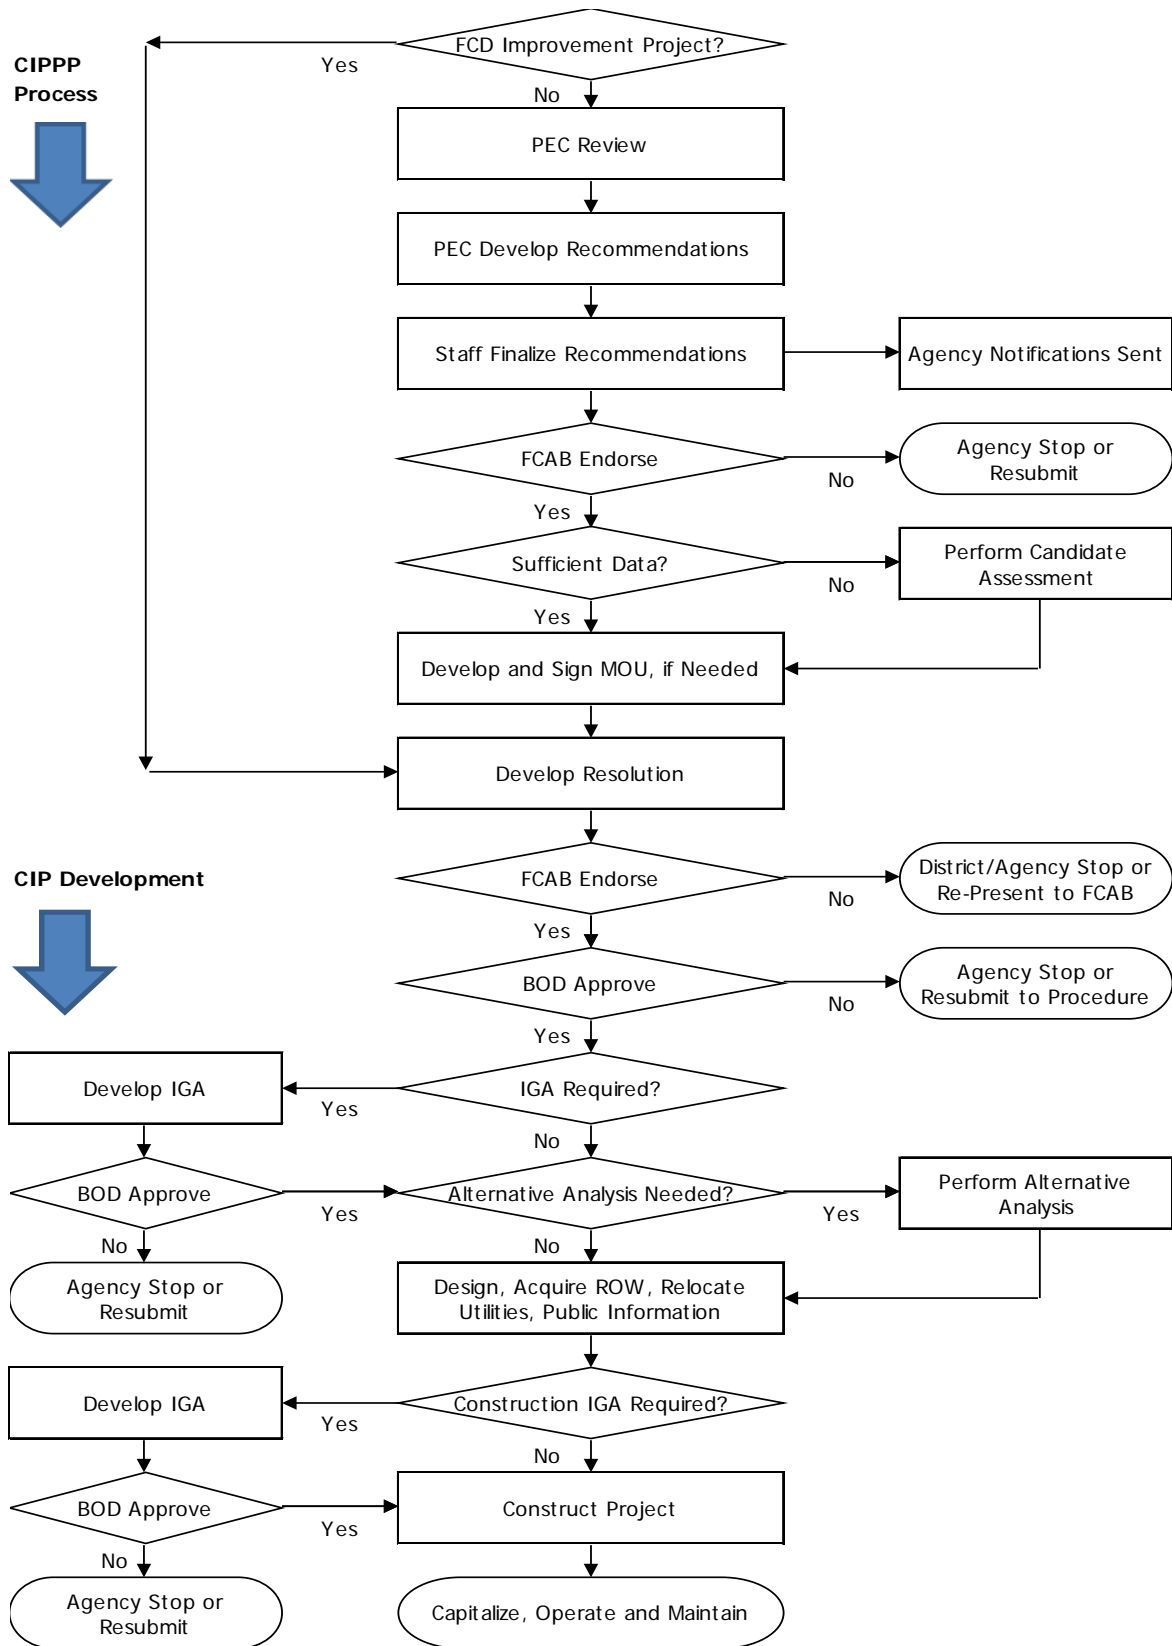 FCD Improvement Project?
Yes
CIPPP
Process
No
PEC Review
PEC Develop Recommendations
Staff Finalize Recommendations
Agency Notifications Sent
FCAB Endorse
Agency Stop or
Resubmit
No
Yes
Sufficient Data?
Perform Candidate
Assessment
No
Yes
Develop and Sign MOU, if Needed
Develop Resolution
CIP Development
FCAB Endorse
District/Agency Stop or
Re-Present to FCAB
No
Yes
BOD Approve
Agency Stop or
Resubmit to Procedure
No
Yes
Develop IGA
IGA Required?
Yes
No
BOD Approve
Alternative Analysis Needed?
Perform Alternative
Analysis
Yes
Yes
No
No
Agency Stop or
Resubmit
Design, Acquire ROW, Relocate
Utilities, Public Information
Develop IGA
Construction IGA Required?
Yes
No
BOD Approve
Construct Project
Yes
No
Agency Stop or
Resubmit
Capitalize, Operate and Maintain